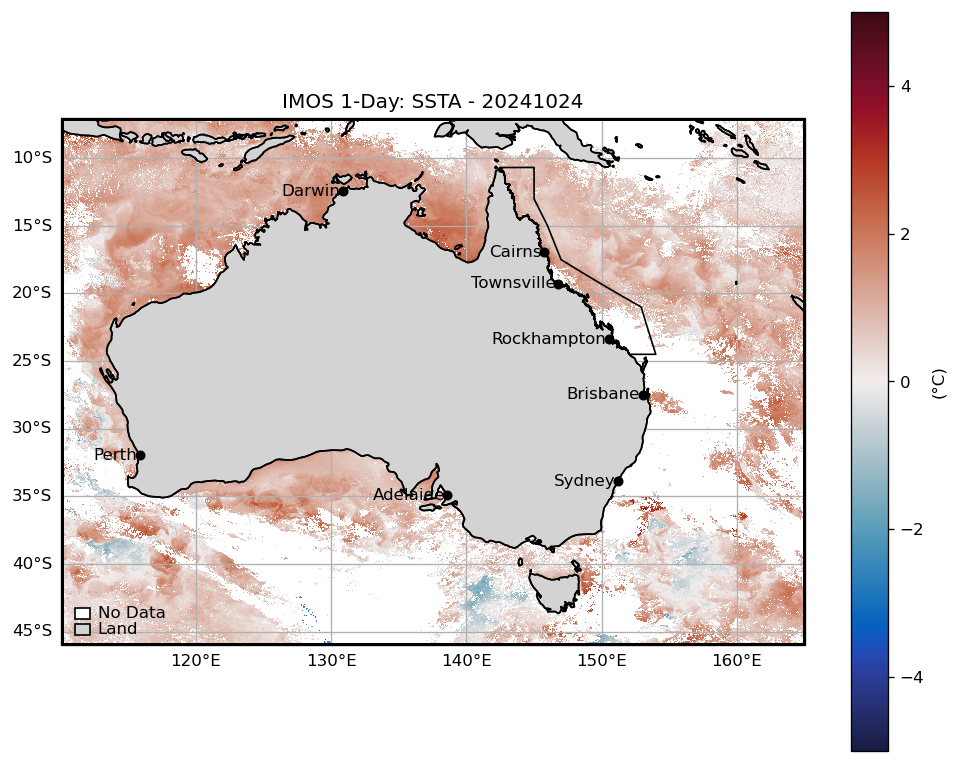 IMOS 1-Day: SSTA - 20241024
10°S
15°S
20°S
25°S
30°S
35°S
40°S
45°S
Darwin
Cairns
Townsville
Rockhampton
Brisbane
Perth
Sydney
Adelaide
No Data
Land
120°E 130°E 140°E 150°E 160°E
4
2
0
−2
−4
(°C)